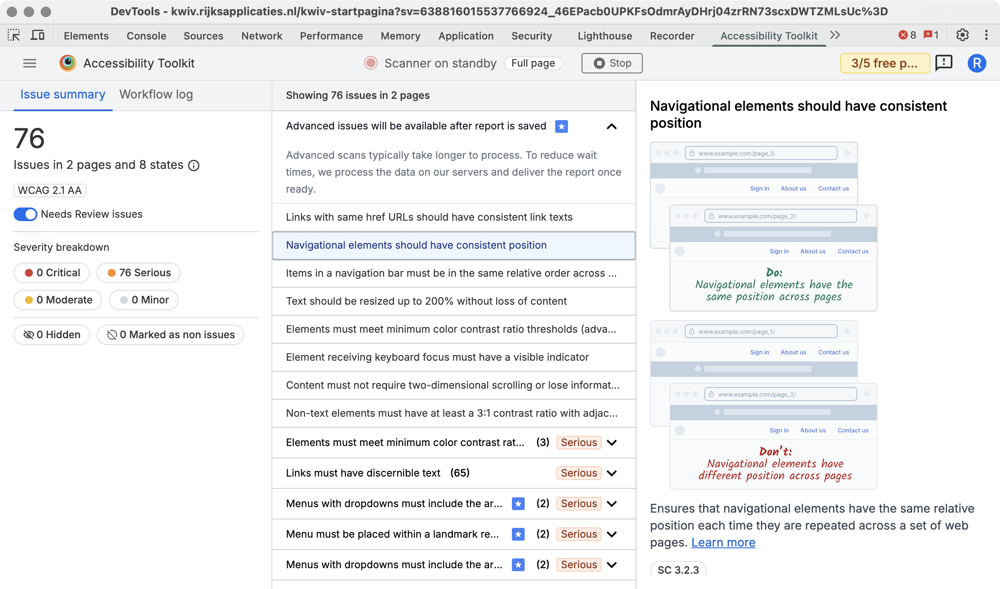 DevTools - kwiv.rijksapplicaties.nl/kwiv-startpagina?sv=638816015537766924_46EPacb0UPKFsOdmrAyDHrj04zrRN73scxDWTZMLsUc%3D
Elements Console Sources Network Performance Memory Application Security Lighthouse Recorder Accessibility Toolkit 8 1
Accessibility Toolkit Scanner on standby Full page Stop 3/5 free p... R
Issue summary Workflow log
76
Issues in 2 pages and 8 states
WCAG 2.1 AA
Needs Review issues
Severity breakdown
0 Critical 76 Serious
0 Moderate 0 Minor
0 Hidden 0 Marked as non issues
Showing 76 issues in 2 pages
Advanced issues will be available after report is saved
Advanced scans typically take longer to process. To reduce wait
times, we process the data on our servers and deliver the report once
ready.
Links with same href URLs should have consistent link texts
Navigational elements should have consistent position
Items in a navigation bar must be in the same relative order across ...
Text should be resized up to 200% without loss of content
Elements must meet minimum color contrast ratio thresholds (adva...
Element receiving keyboard focus must have a visible indicator
Content must not require two-dimensional scrolling or lose informat...
Non-text elements must have at least a 3:1 contrast ratio with adjac...
Elements must meet minimum color contrast rat... (3) Serious
Links must have discernible text (65) Serious
Menus with dropdowns must include the ar... (2) Serious
Menu must be placed within a landmark re... (2) Serious
Menus with dropdowns must include the ar... (2) Serious
Navigational elements should have consistent
position
www.example.com/page_1/
Sign in About us Contact us
www.example.com/page_2/
Sign in About us Contact us
Do:
Navigational elements have the
same position across pages
www.example.com/page_1/
Sign in About us Contact us
www.example.com/page_2/
Sign in About us Contact us
Don't:
Navigational elements have
different position across pages
Ensures that navigational elements have the same relative
position each time they are repeated across a set of web
pages. Learn more
SC 3.2.3